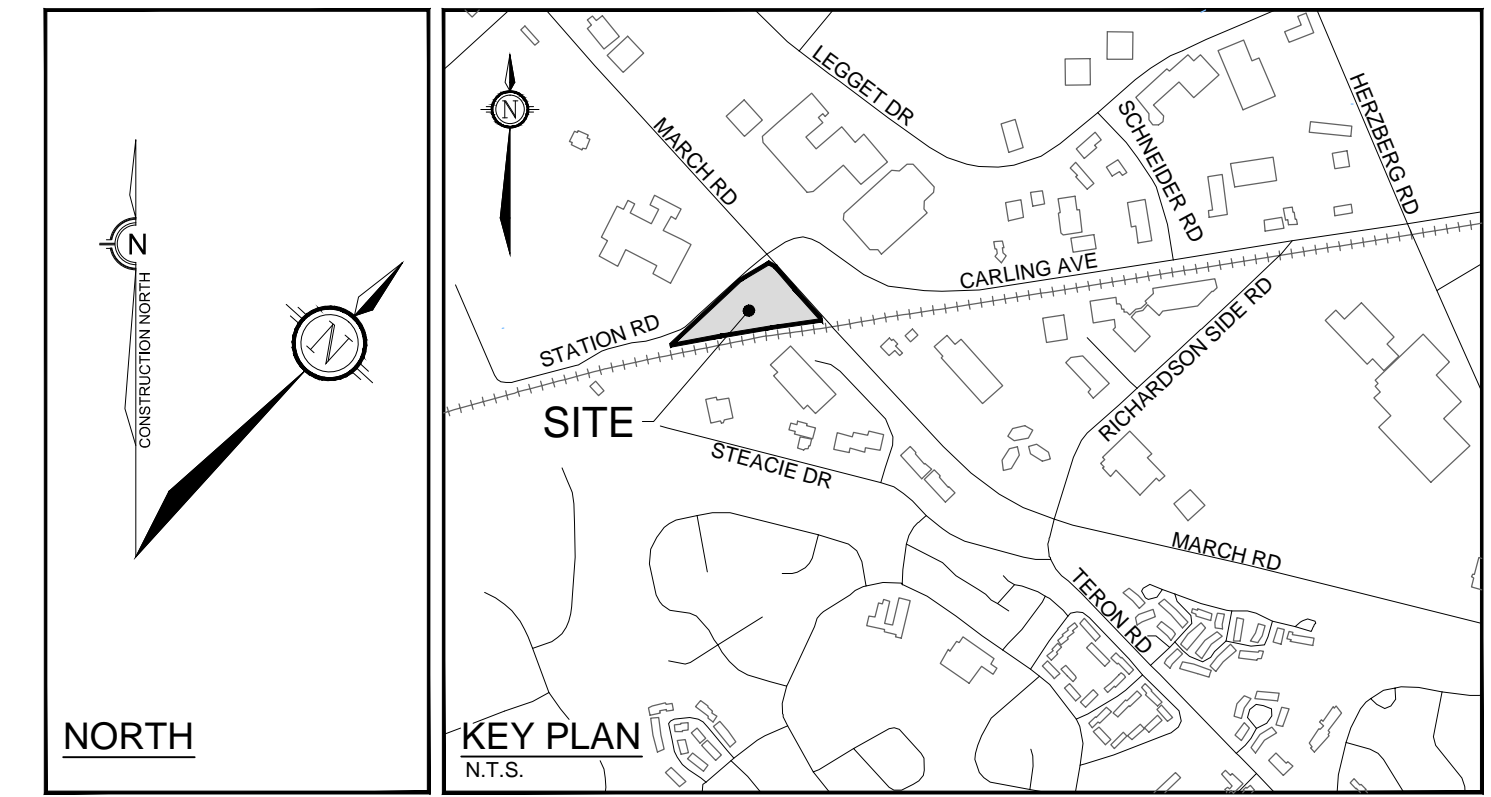 N
CONSTRUCTION NORTH
N
NORTH
N
LEGGET DR
MARCH RD
SCHNEIDER RD
HERZBERG RD
CARLING AVE
STATION RD
RICHARDSON SIDE RD
SITE
STEACIE DR
MARCH RD
TERON RD
KEY PLAN
N.T.S.